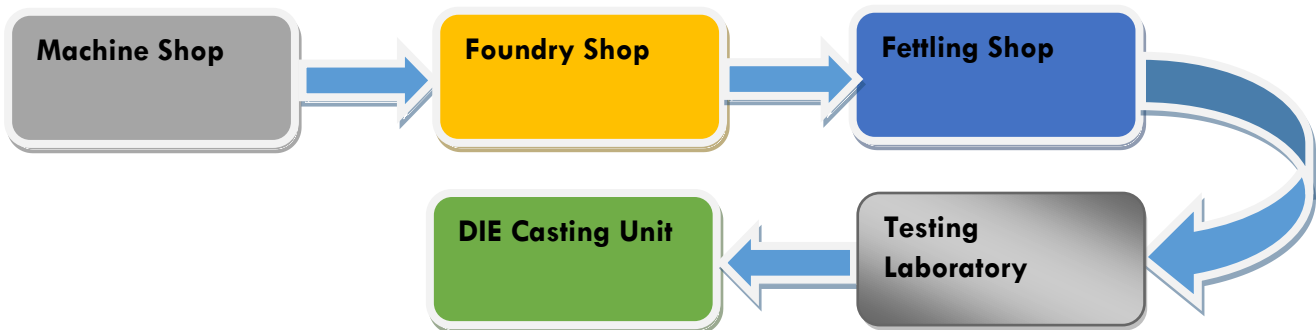 Machine Shop
Foundry Shop
Fettling Shop
Testing
Laboratory
DIE Casting Unit